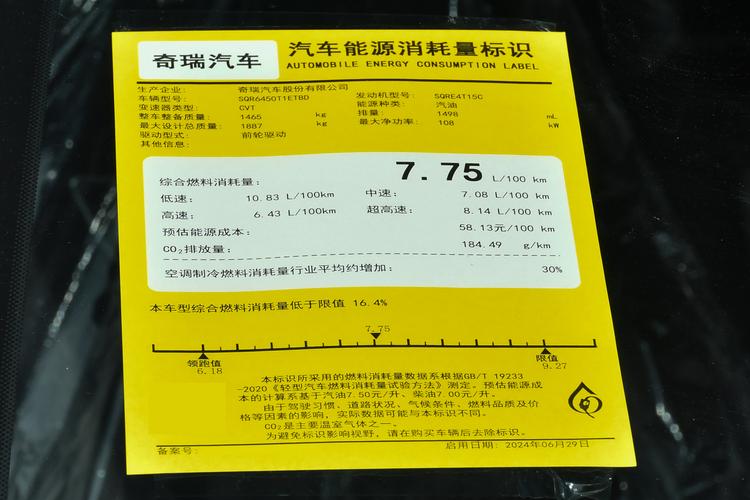 奇瑞汽车
汽车能源消耗量标识
AUTOMOBILE ENERGY CONSUMPTION LABEL
生产企业: 奇瑞汽车股份有限公司
车辆型号: SQR6450T1ETBD 发动机型号: SQRE4T15C
变速器类型: CVT 能源种类: 汽油
整车整备质量: 1465 kg 排量: 1498 mL
最大设计总质量: 1887 kg 最大净功率: 108 kW
驱动型式: 前轮驱动
其他信息:
综合燃料消耗量: 7.75 L/100 km
低速: 10.83 L/100km 中速: 7.08 L/100 km
高速: 6.43 L/100km 超高速: 8.14 L/100 km
预估能源成本: 58.13元/100 km
CO₂排放量: 184.49 g/km
空调制冷燃料消耗量行业平均约增加: 30%
本车型综合燃料消耗量低于限值 16.4%
7.75
领跑值 限值
6.18 9.27
本标识所采用的燃料消耗量数据系根据GB/T 19233
-2020《轻型汽车燃料消耗量试验方法》测定。预估能源成
本的计算系基于汽油7.50元/升、柴油7.00元/升。
由于驾驶习惯、道路状况、气候条件、燃料品质及价
格等因素的影响,实际数据可能与本标识不同。
CO₂是主要温室气体之一。
为避免标识影响视野,请在购买车辆后去除标识。
备案号: 启用日期: 2024年06月29日